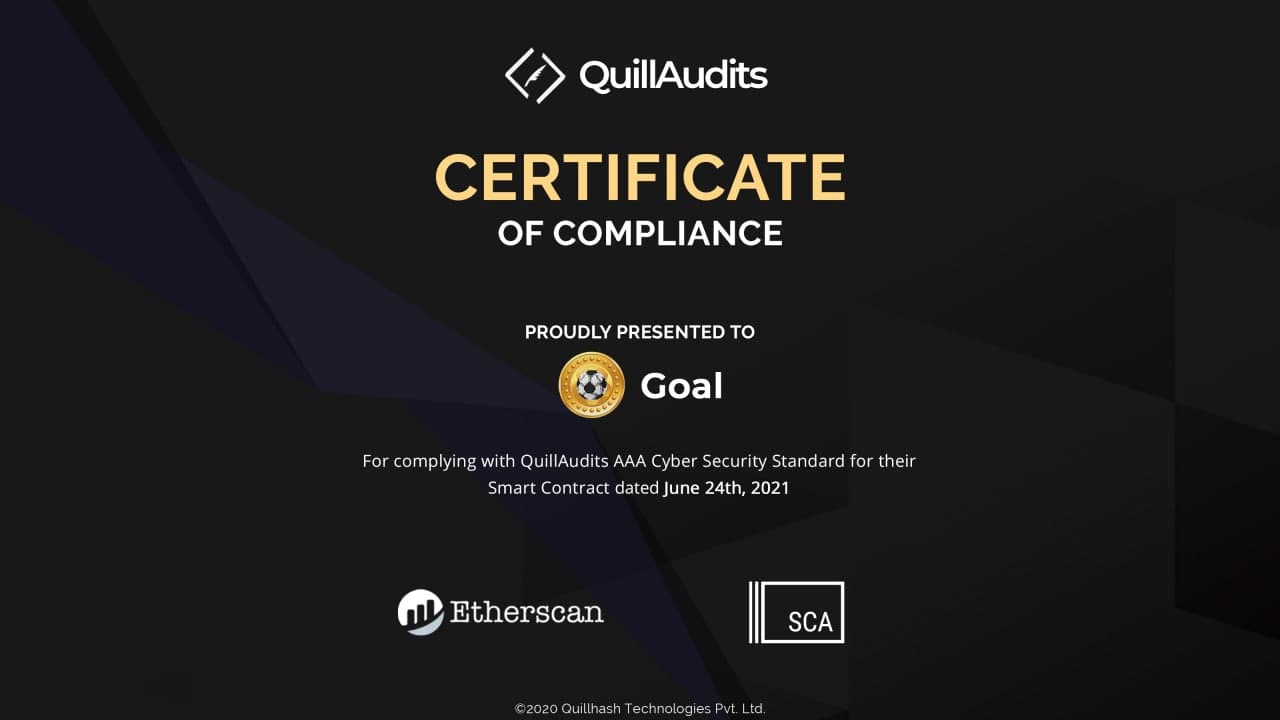 QuillAudits
CERTIFICATE
OF COMPLIANCE
PROUDLY PRESENTED TO
Goal
For complying with QuillAudits AAA Cyber Security Standard for their
Smart Contract dated June 24th, 2021
Etherscan
SCA
©2020 Quillhash Technologies Pvt. Ltd.